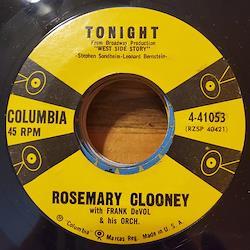 TONIGHT
From Broadway Production
"WEST SIDE STORY"
-Stephen Sondheim-Leonard Bernstein-
COLUMBIA
45 RPM
4-41053
(RZSP 40421)
ROSEMARY CLOONEY
with FRANK DeVOL
& his ORCH.
"Columbia"
Marcas Reg. Made in U. S. A.